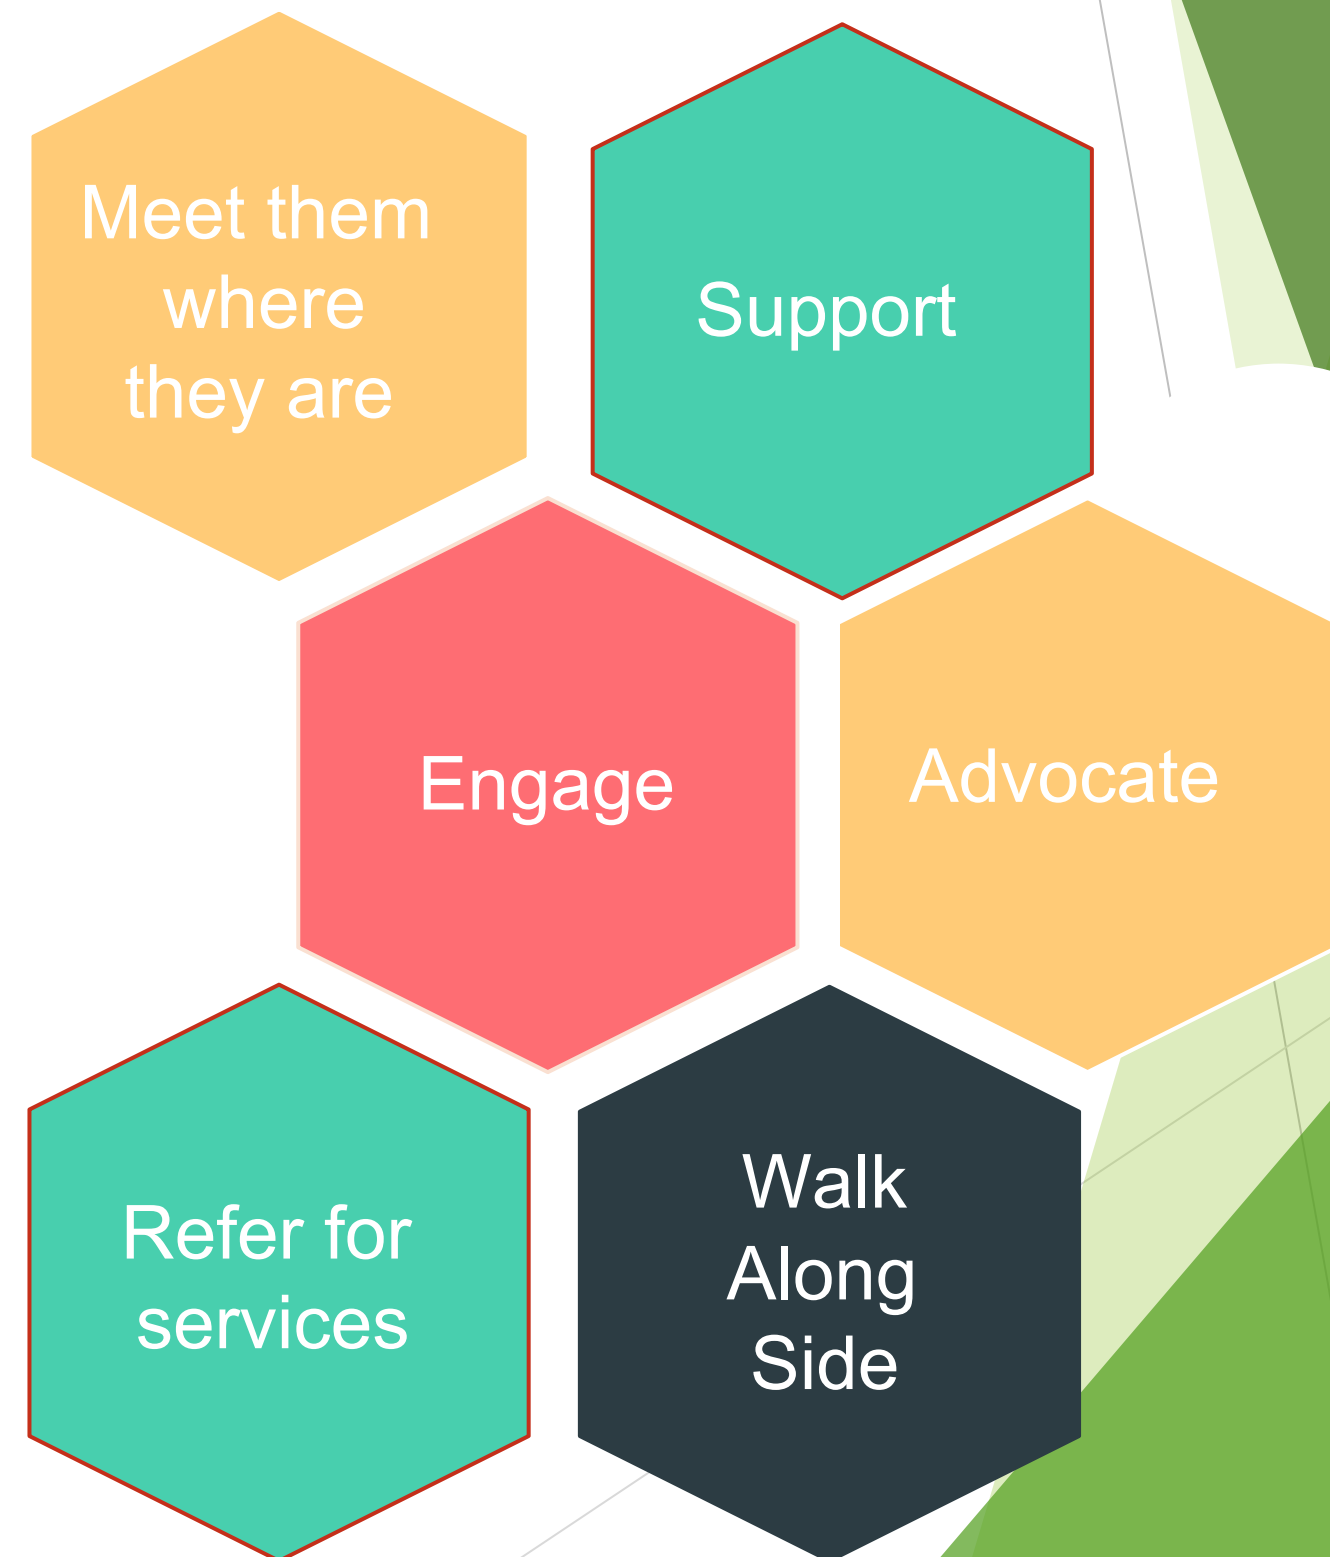 Meet them
where
they are
Support
Engage
Advocate
Refer for
services
Walk
Along
Side